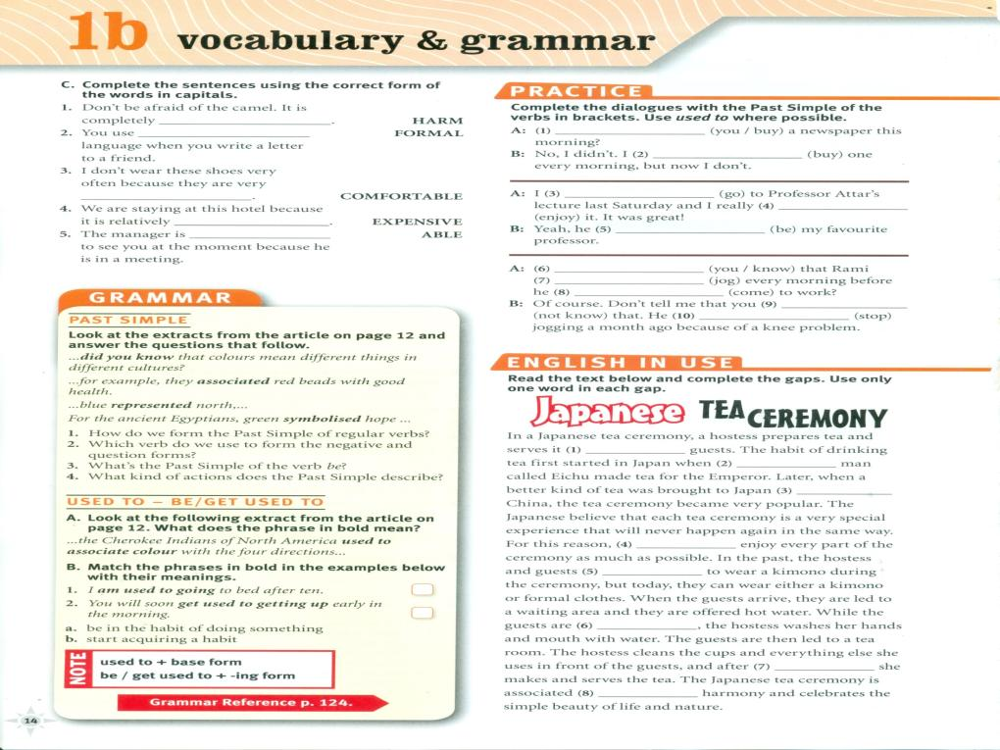 1b vocabulary & grammar
C. Complete the sentences using the correct form of
the words in capitals.
1. Don't be afraid of the camel. It is
completely ____________________. HARM
2. You use ____________________ FORMAL
language when you write a letter
to a friend.
3. I don't wear these shoes very
often because they are very
____________________. COMFORTABLE
4. We are staying at this hotel because
it is relatively ____________________. EXPENSIVE
5. The manager is ____________________ ABLE
to see you at the moment because he
is in a meeting.
GRAMMAR
PAST SIMPLE
Look at the extracts from the article on page 12 and
answer the questions that follow.
...did you know that colours mean different things in
different cultures?
...for example, they associated red beads with good
health.
...blue represented north,...
For the ancient Egyptians, green symbolised hope ...
1. How do we form the Past Simple of regular verbs?
2. Which verb do we use to form the negative and
question forms?
3. What's the Past Simple of the verb be?
4. What kind of actions does the Past Simple describe?
USED TO – BE/GET USED TO
A. Look at the following extract from the article on
page 12. What does the phrase in bold mean?
...the Cherokee Indians of North America used to
associate colour with the four directions...
B. Match the phrases in bold in the examples below
with their meanings.
1. I am used to going to bed after ten.
2. You will soon get used to getting up early in
the morning.
a. be in the habit of doing something
b. start acquiring a habit
NOTE
used to + base form
be / get used to + -ing form
Grammar Reference p. 124.
14
PRACTICE
Complete the dialogues with the Past Simple of the
verbs in brackets. Use used to where possible.
A: (1) ____________________ (you / buy) a newspaper this
morning?
B: No, I didn't. I (2) ____________________ (buy) one
every morning, but now I don't.
A: I (3) ____________________ (go) to Professor Attar's
lecture last Saturday and I really (4) ____________________
(enjoy) it. It was great!
B: Yeah, he (5) ____________________ (be) my favourite
professor.
A: (6) ____________________ (you / know) that Rami
(7) ____________________ (jog) every morning before
he (8) ____________________ (come) to work?
B: Of course. Don't tell me that you (9) ____________________
(not know) that. He (10) ____________________ (stop)
jogging a month ago because of a knee problem.
ENGLISH IN USE
Read the text below and complete the gaps. Use only
one word in each gap.
Japanese TEA CEREMONY
In a Japanese tea ceremony, a hostess prepares tea and
serves it (1) ______________ guests. The habit of drinking
tea first started in Japan when (2) ______________ man
called Eichu made tea for the Emperor. Later, when a
better kind of tea was brought to Japan (3) ______________
China, the tea ceremony became very popular. The
Japanese believe that each tea ceremony is a very special
experience that will never happen again in the same way.
For this reason, (4) ______________ enjoy every part of the
ceremony as much as possible. In the past, the hostess
and guests (5) ______________ to wear a kimono during
the ceremony, but today, they can wear either a kimono
or formal clothes. When the guests arrive, they are led to
a waiting area and they are offered hot water. While the
guests are (6) ______________, the hostess washes her hands
and mouth with water. The guests are then led to a tea
room. The hostess cleans the cups and everything else she
uses in front of the guests, and after (7) ______________ she
makes and serves the tea. The Japanese tea ceremony is
associated (8) ______________ harmony and celebrates the
simple beauty of life and nature.